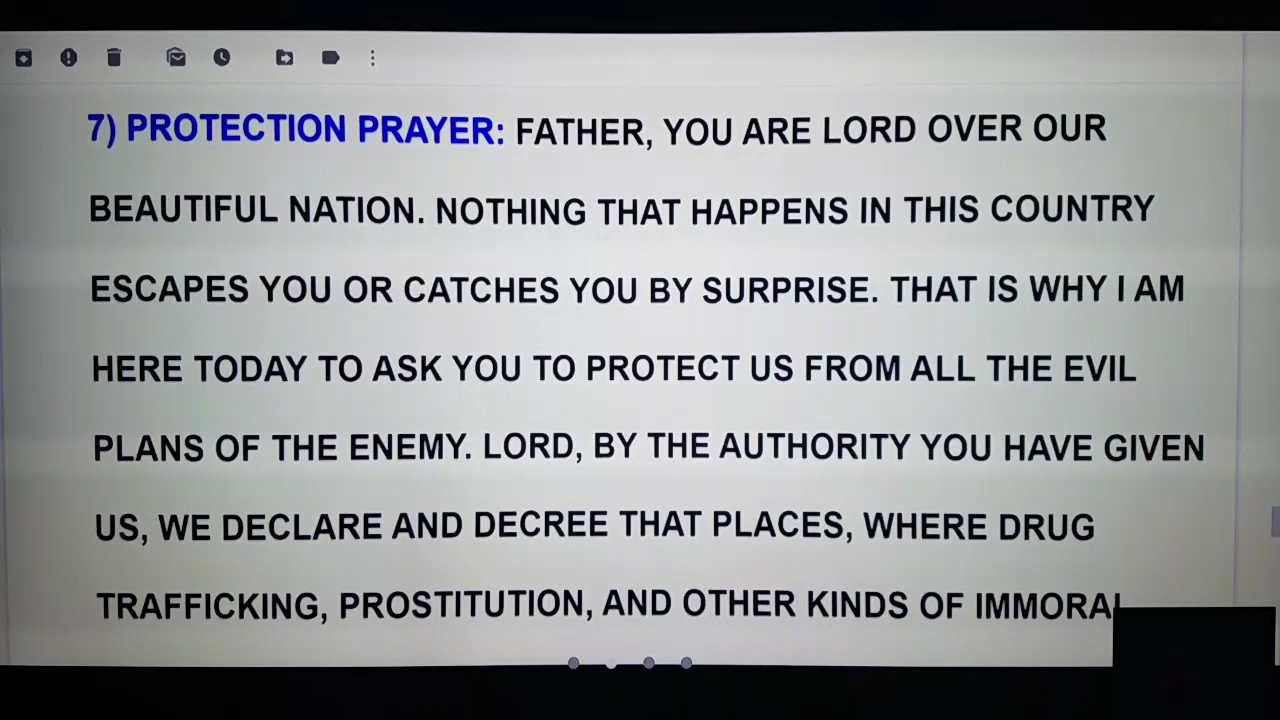 7) PROTECTION PRAYER: FATHER, YOU ARE LORD OVER OUR
BEAUTIFUL NATION. NOTHING THAT HAPPENS IN THIS COUNTRY
ESCAPES YOU OR CATCHES YOU BY SURPRISE. THAT IS WHY I AM
HERE TODAY TO ASK YOU TO PROTECT US FROM ALL THE EVIL
PLANS OF THE ENEMY. LORD, BY THE AUTHORITY YOU HAVE GIVEN
US, WE DECLARE AND DECREE THAT PLACES, WHERE DRUG
TRAFFICKING, PROSTITUTION, AND OTHER KINDS OF